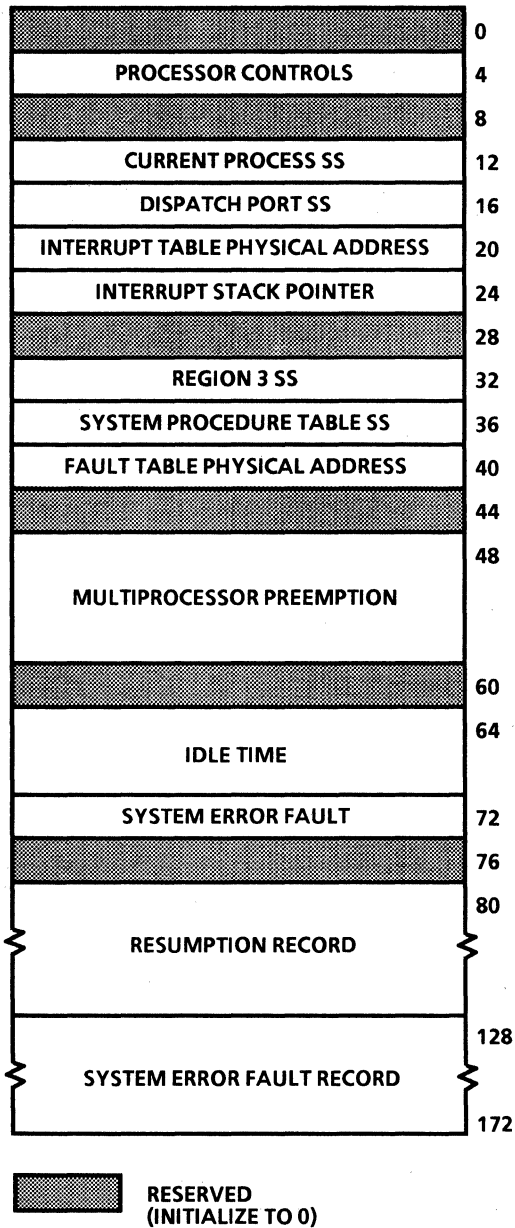 0
PROCESSOR CONTROLS 4
8
CURRENT PROCESS SS 12
DISPATCH PORT SS 16
INTERRUPT TABLE PHYSICAL ADDRESS 20
INTERRUPT STACK POINTER 24
28
REGION 3 SS 32
SYSTEM PROCEDURE TABLE SS 36
FAULT TABLE PHYSICAL ADDRESS 40
44
48
MULTIPROCESSOR PREEMPTION
60
64
IDLE TIME
SYSTEM ERROR FAULT 72
76
80
RESUMPTION RECORD
128
SYSTEM ERROR FAULT RECORD
172
RESERVED
(INITIALIZE TO 0)